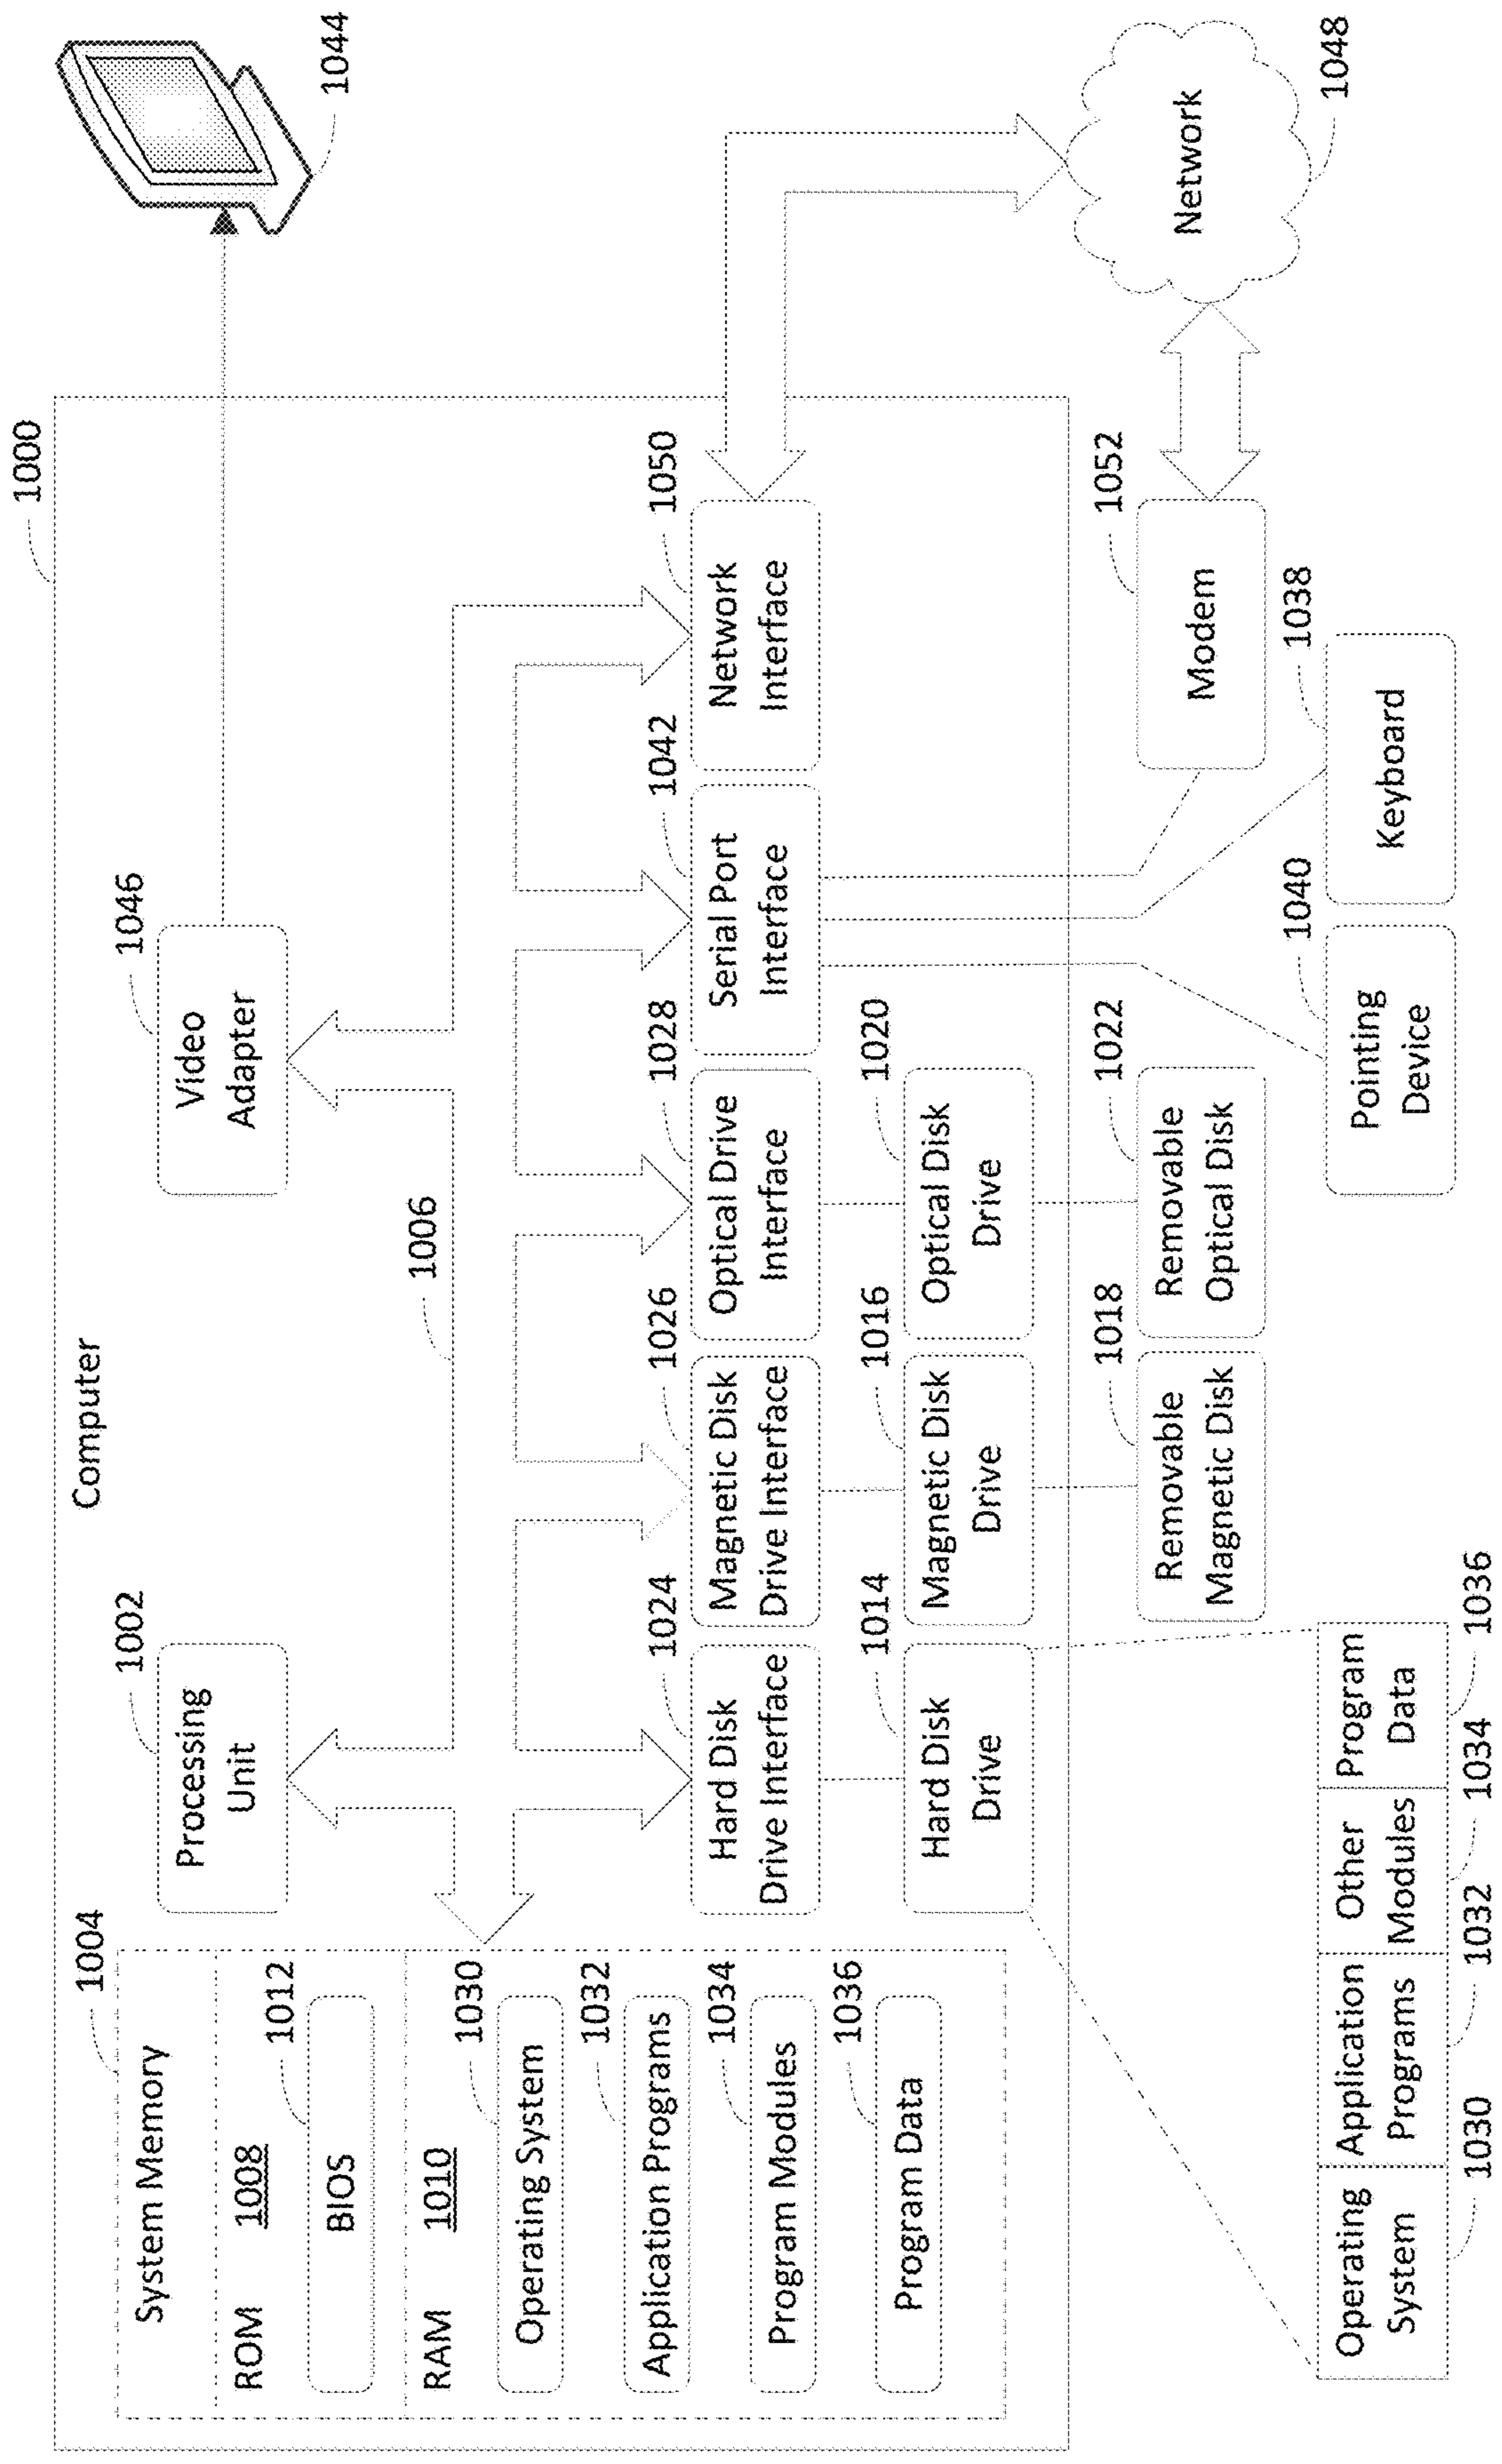 1000
Computer
1004
System Memory
ROM 1008
1012
BIOS
RAM 1010
1030
Operating System
1032
Application Programs
1034
Program Modules
1036
Program Data
1002
Processing
Unit
1046
Video
Adapter
1044
1006
1024
Hard Disk
Drive Interface
1026
Magnetic Disk
Drive Interface
1028
Optical Drive
Interface
1042
Serial Port
Interface
1050
Network
Interface
1014
Hard Disk
Drive
1016
Magnetic Disk
Drive
1020
Optical Disk
Drive
1018
Removable
Magnetic Disk
1022
Removable
Optical Disk
1052
Modem
Network
1048
1040
Pointing
Device
1038
Keyboard
Operating
System
Application
Programs
Other
Modules
Program
Data
1030
1032
1034
1036